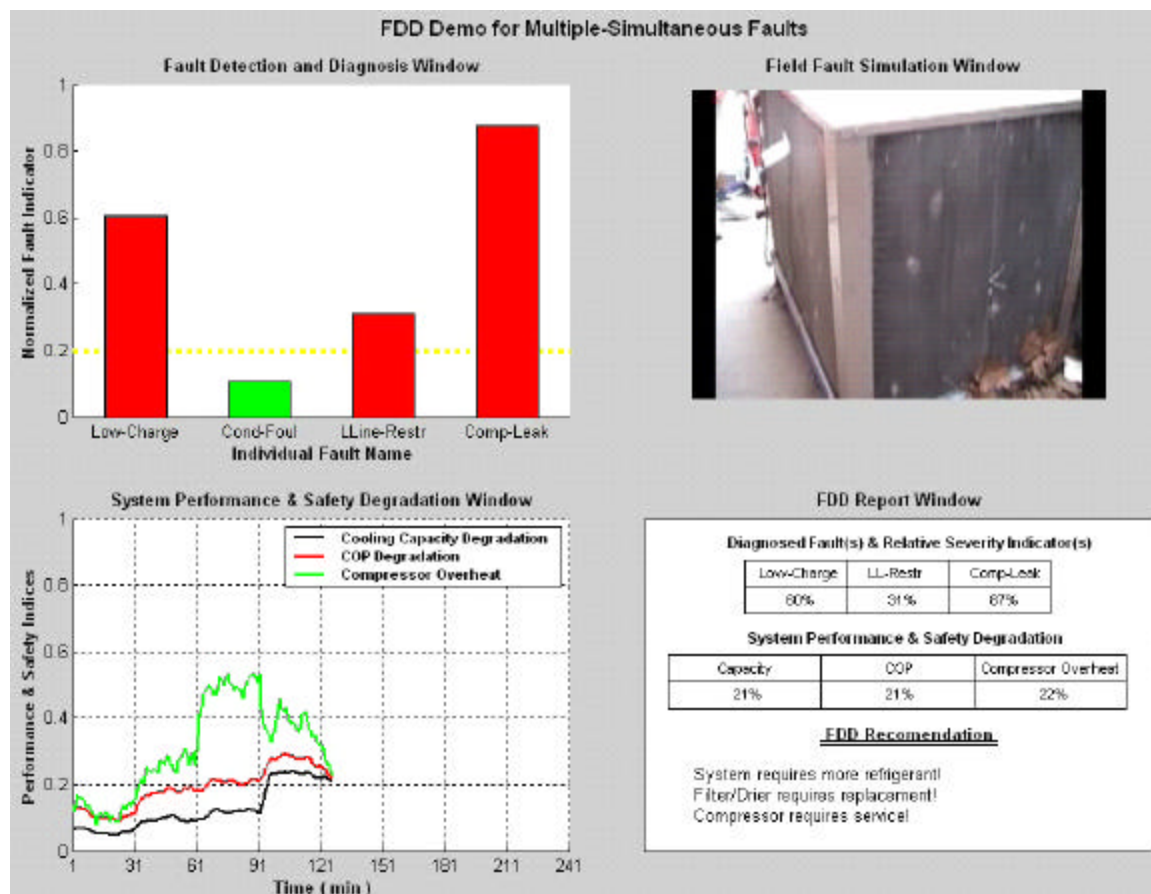 FDD Demo for Multiple-Simultaneous Faults
Fault Detection and Diagnosis Window
1
0.8
0.6
0.4
0.2
0
Normalized Fault Indicator
Low-Charge Cond-Foul LLine-Restr Comp-Leak
Individual Fault Name
Field Fault Simulation Window
System Performance & Safety Degradation Window
1
0.8
0.6
0.4
0.2
0
Performance & Safety Indices
Cooling Capacity Degradation
COP Degradation
Compressor Overheat
1 31 61 91 121 151 181 211 241
Time ( min )
FDD Report Window
Diagnosed Fault(s) & Relative Severity Indicator(s)
Low-Charge LL-Restr Comp-Leak
60% 31% 87%
System Performance & Safety Degradation
Capacity COP Compressor Overheat
21% 21% 22%
FDD Recomendation
System requires more refrigerant!
Filter/Drier requires replacement!
Compressor requires service!